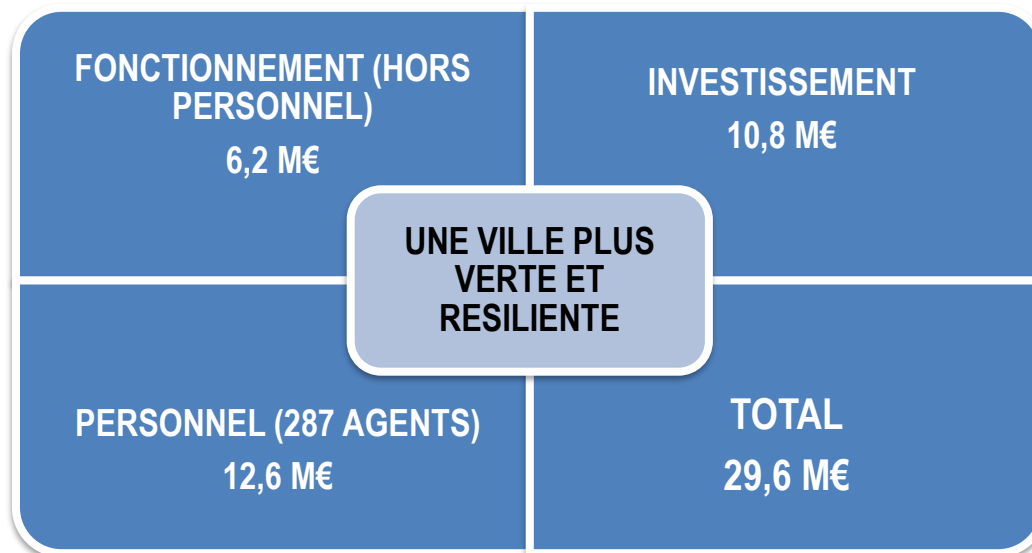 FONCTIONNEMENT (HORS
PERSONNEL)
6,2 M€
INVESTISSEMENT
10,8 M€
UNE VILLE PLUS
VERTE ET
RESILIENTE
PERSONNEL (287 AGENTS)
12,6 M€
TOTAL
29,6 M€